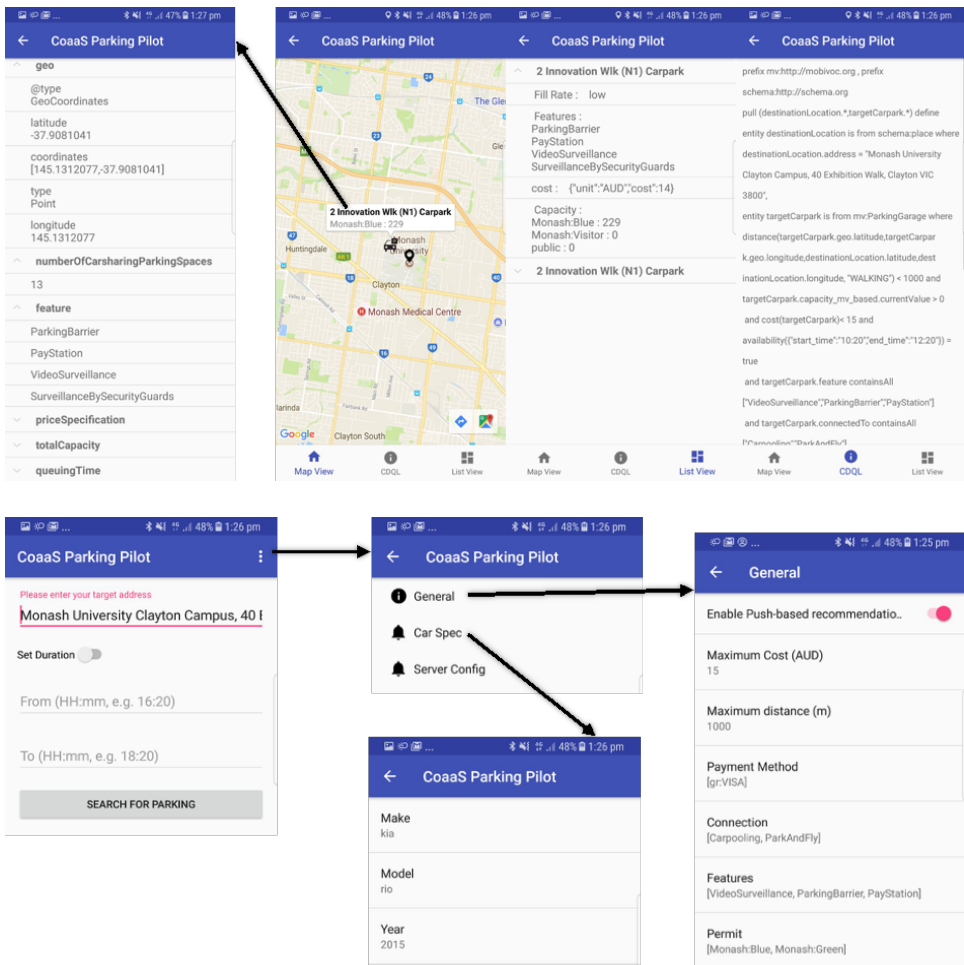 47% 1:27 pm
CoaaS Parking Pilot
geo
@type
GeoCoordinates
latitude
-37.9081041
coordinates
[145.1312077,-37.9081041]
type
Point
longitude
145.1312077
numberOfCarsharingParkingSpaces
13
feature
ParkingBarrier
PayStation
VideoSurveillance
SurveillanceBySecurityGuards
priceSpecification
totalCapacity
queuingTime
48% 1:26 pm
CoaaS Parking Pilot
The Gle
Gle
2 Innovation Wlk (N1) Carpark
Monash:Blue : 229
Monash
University
Huntingdale
Clayton
Monash Medical Centre
larinda
Google
Clayton South
Map View
CDQL
List View
48% 1:26 pm
CoaaS Parking Pilot
2 Innovation Wlk (N1) Carpark
Fill Rate : low
Features :
ParkingBarrier
PayStation
VideoSurveillance
SurveillanceBySecurityGuards
cost : {"unit":"AUD","cost":14}
Capacity :
Monash:Blue : 229
Monash:Visitor : 0
public : 0
2 Innovation Wlk (N1) Carpark
Map View
CDQL
List View
48% 1:26 pm
CoaaS Parking Pilot
prefix mv:http://mobivoc.org , prefix
schema:http://schema.org
pull (destinationLocation.*,targetCarpark.*) define
entity destinationLocation is from schema:place where
destinationLocation.address = "Monash University
Clayton Campus, 40 Exhibition Walk, Clayton VIC
3800",
entity targetCarpark is from mv:ParkingGarage where
distance(targetCarpark.geo.latitude,targetCarpar
k.geo.longitude,destinationLocation.latitude,dest
inationLocation.longitude, "WALKING") < 1000 and
targetCarpark.capacity_mv_based.currentValue > 0
and cost(targetCarpark)< 15 and
availability({"start_time":"10:20","end_time":"12:20"}) =
true
and targetCarpark.feature containsAll
["VideoSurveillance","ParkingBarrier","PayStation"]
and targetCarpark.connectedTo containsAll
["Carpooling","ParkAndFly"]
Map View
CDQL
List View
48% 1:26 pm
CoaaS Parking Pilot
Please enter your target address
Monash University Clayton Campus, 40 E
Set Duration
From (HH:mm, e.g. 16:20)
To (HH:mm, e.g. 18:20)
SEARCH FOR PARKING
48% 1:26 pm
CoaaS Parking Pilot
General
Car Spec
Server Config
48% 1:26 pm
CoaaS Parking Pilot
Make
kia
Model
rio
Year
2015
48% 1:25 pm
General
Enable Push-based recommendatio..
Maximum Cost (AUD)
15
Maximum distance (m)
1000
Payment Method
[gr:VISA]
Connection
[Carpooling, ParkAndFly]
Features
[VideoSurveillance, ParkingBarrier, PayStation]
Permit
[Monash:Blue, Monash:Green]